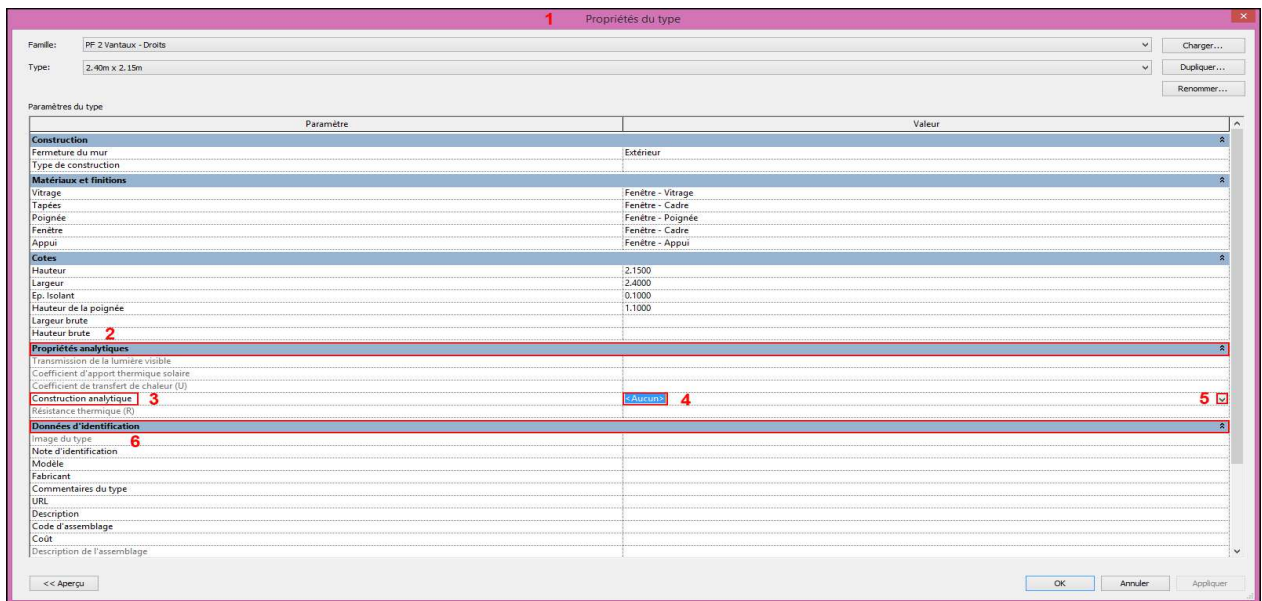 1 Propriétés du type
Famille: PF 2 Vantaux - Droits Charger...
Type: 2.40m x 2.15m Dupliquer...
Renommer...
Paramètres du type
Paramètre Valeur
Construction
Fermeture du mur Extérieur
Type de construction
Matériaux et finitions
Vitrage Fenêtre - Vitrage
Tapées Fenêtre - Cadre
Poignée Fenêtre - Poignée
Fenêtre Fenêtre - Cadre
Appui Fenêtre - Appui
Cotes
Hauteur 2.1500
Largeur 2.4000
Ep. Isolant 0.1000
Hauteur de la poignée 1.1000
Largeur brute
Hauteur brute 2
Propriétés analytiques
Transmission de la lumière visible
Coefficient d'apport thermique solaire
Coefficient de transfert de chaleur (U)
Construction analytique 3 <Aucun> 4 5
Résistance thermique (R)
Données d'identification
Image du type 6
Note d'identification
Modèle
Fabricant
Commentaires du type
URL
Description
Code d'assemblage
Coût
Description de l'assemblage
<< Aperçu OK Annuler Appliquer